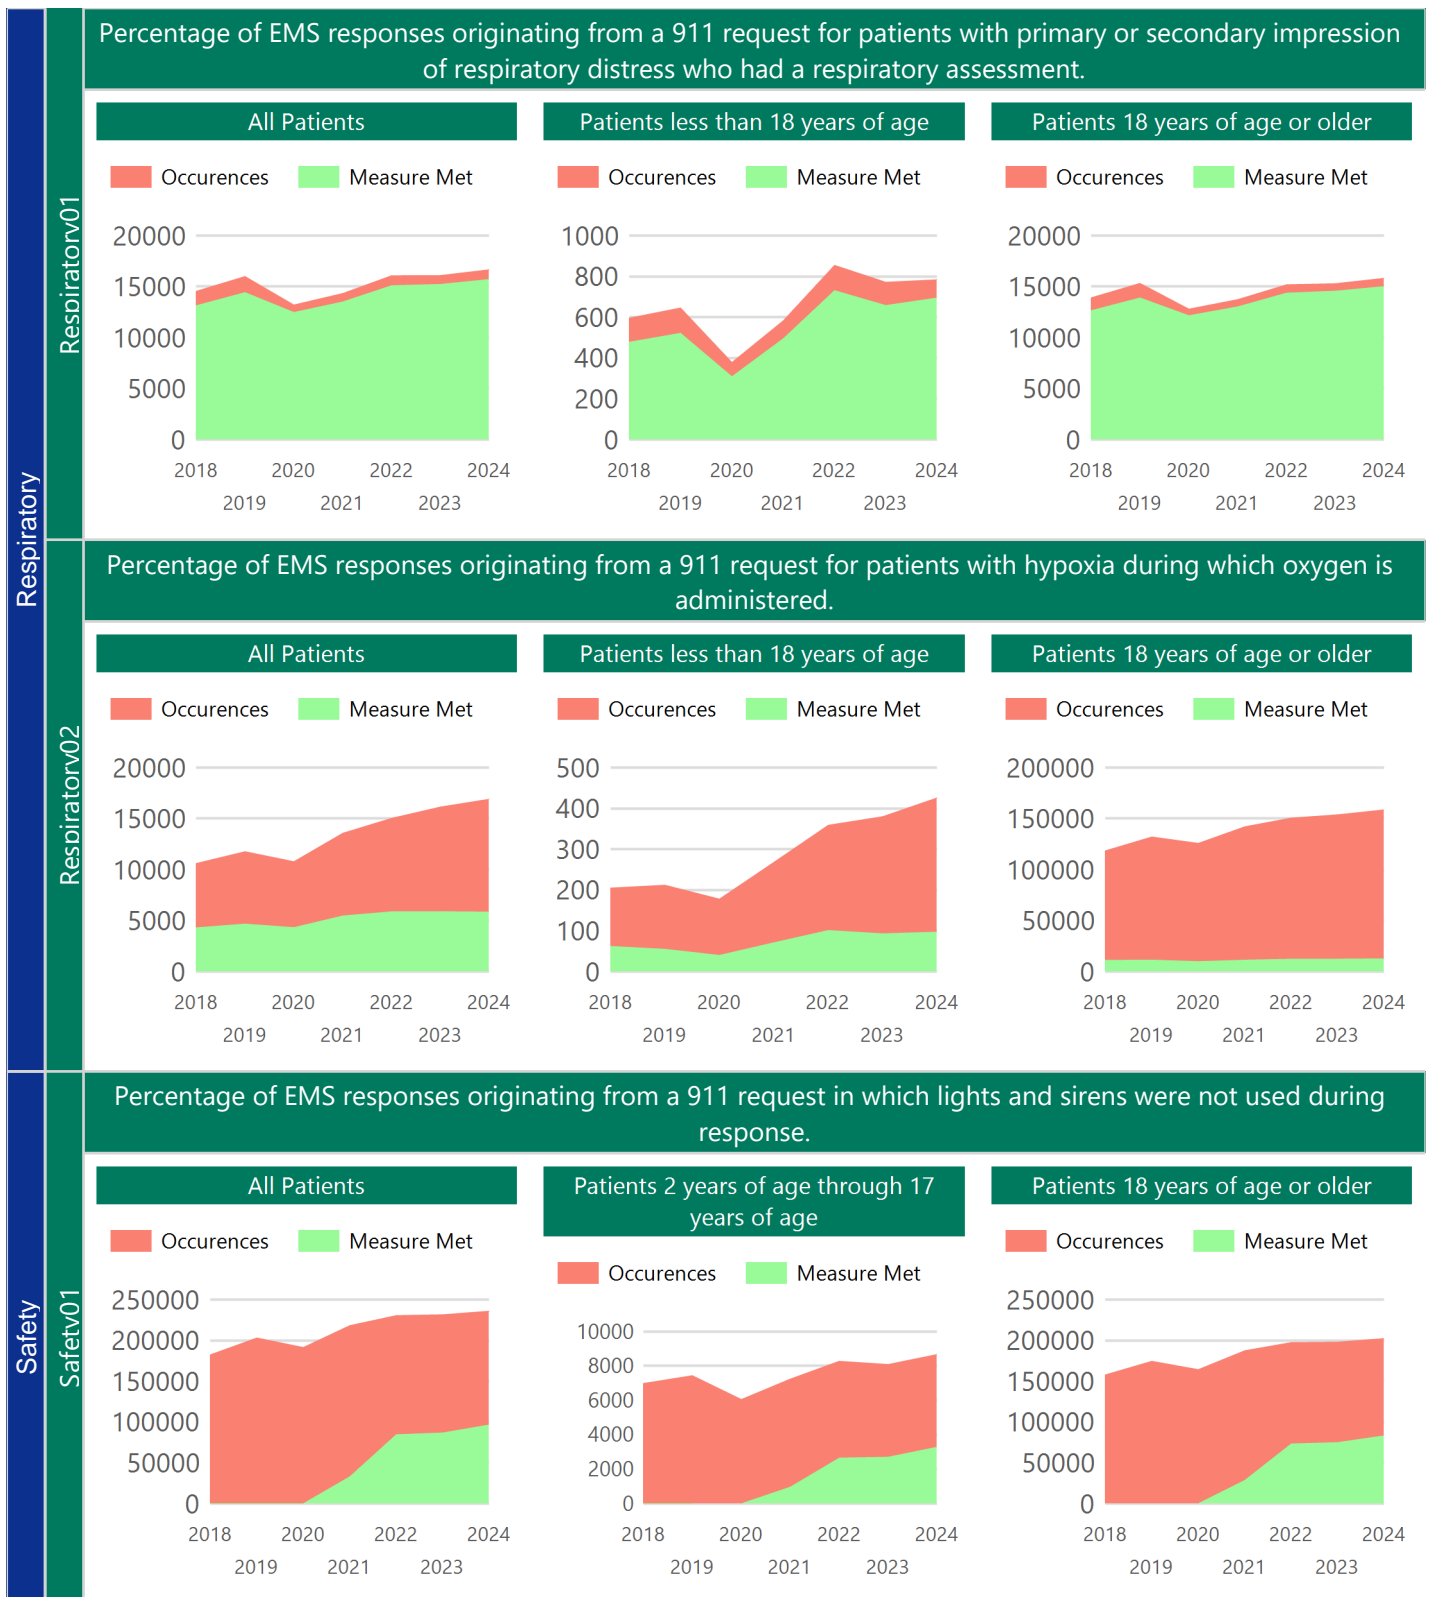 Percentage of EMS responses originating from a 911 request for patients with primary or secondary impression
of respiratory distress who had a respiratory assessment.
Respiratory
Respiratory01
All Patients
Occurences Measure Met
20000
15000
10000
5000
0
2018 2020 2022 2024
2019 2021 2023
Patients less than 18 years of age
Occurences Measure Met
1000
800
600
400
200
0
2018 2020 2022 2024
2019 2021 2023
Patients 18 years of age or older
Occurences Measure Met
20000
15000
10000
5000
0
2018 2020 2022 2024
2019 2021 2023
Percentage of EMS responses originating from a 911 request for patients with hypoxia during which oxygen is
administered.
Respiratory02
All Patients
Occurences Measure Met
20000
15000
10000
5000
0
2018 2020 2022 2024
2019 2021 2023
Patients less than 18 years of age
Occurences Measure Met
500
400
300
200
100
0
2018 2020 2022 2024
2019 2021 2023
Patients 18 years of age or older
Occurences Measure Met
200000
150000
100000
50000
0
2018 2020 2022 2024
2019 2021 2023
Percentage of EMS responses originating from a 911 request in which lights and sirens were not used during
response.
Safety
Safety01
All Patients
Occurences Measure Met
250000
200000
150000
100000
50000
0
2018 2020 2022 2024
2019 2021 2023
Patients 2 years of age through 17
years of age
Occurences Measure Met
10000
8000
6000
4000
2000
0
2018 2020 2022 2024
2019 2021 2023
Patients 18 years of age or older
Occurences Measure Met
250000
200000
150000
100000
50000
0
2018 2020 2022 2024
2019 2021 2023